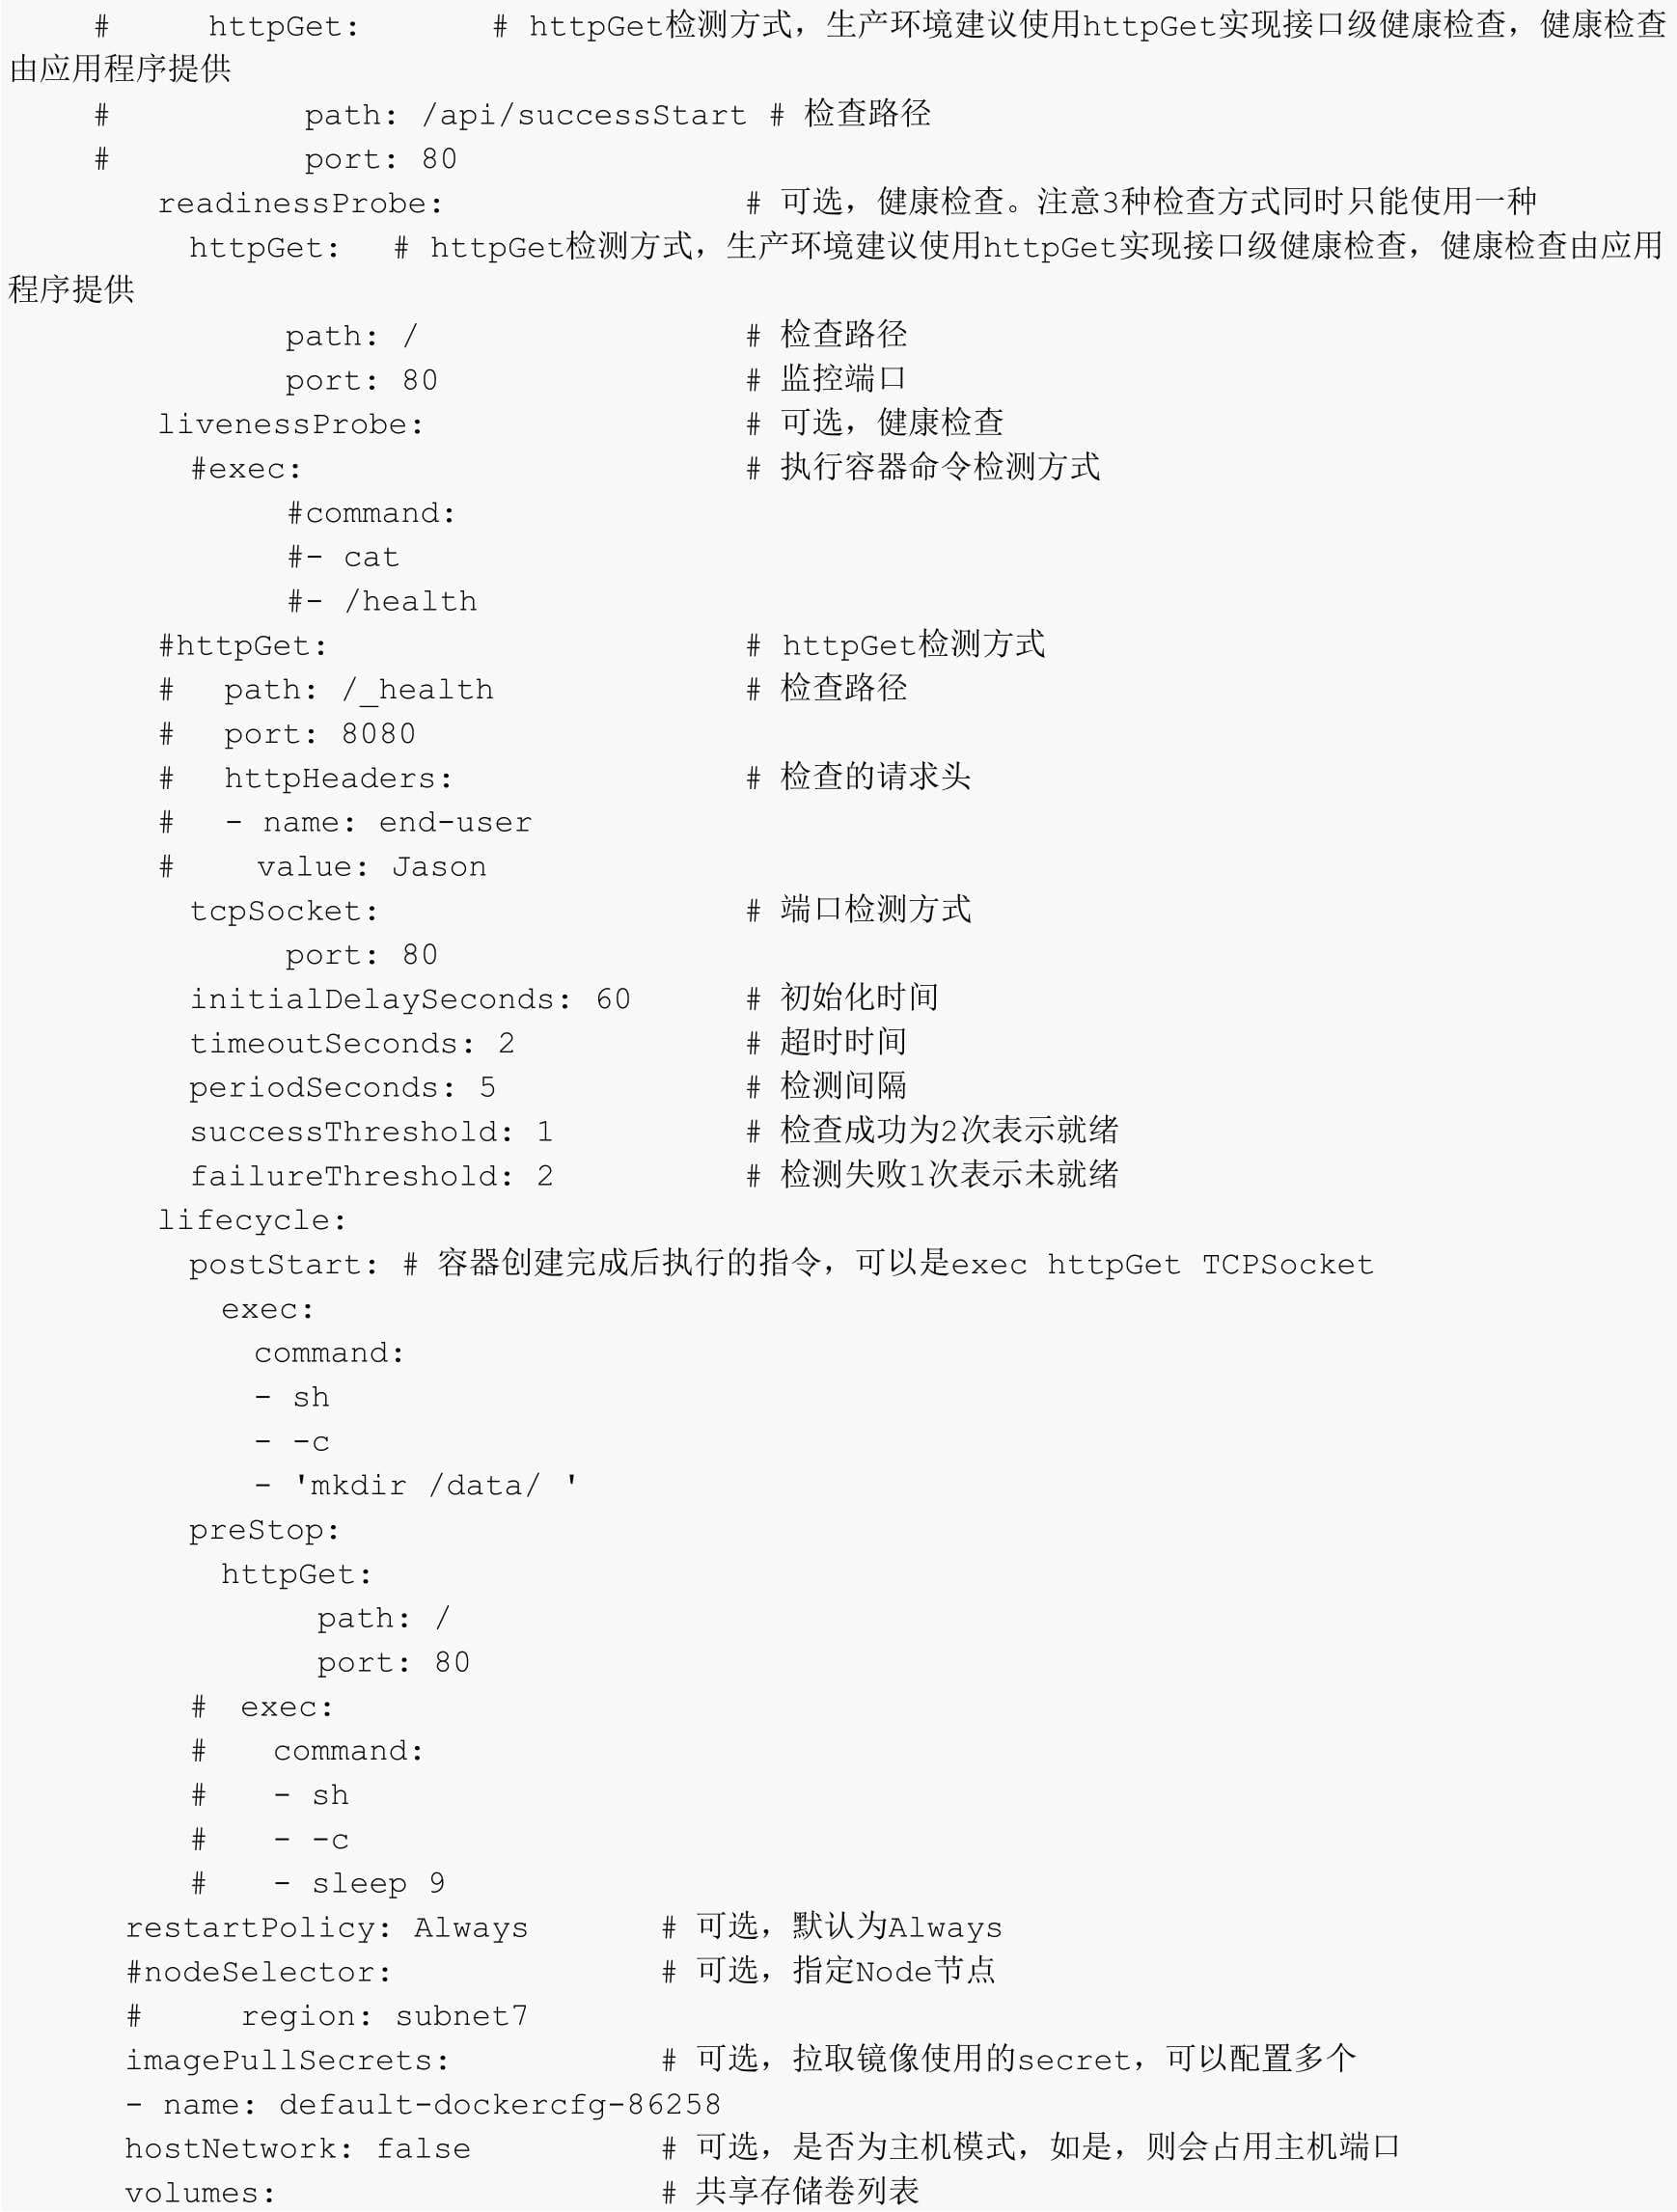 #     httpGet:       # httpGet检测方式，生产环境建议使用httpGet实现接口级健康检查，健康检查
由应用程序提供
#          path: /api/successStart # 检查路径
#          port: 80
readinessProbe:                # 可选，健康检查。注意3种检查方式同时只能使用一种
httpGet:   # httpGet检测方式，生产环境建议使用httpGet实现接口级健康检查，健康检查由应用
程序提供
path: /                 # 检查路径
port: 80                # 监控端口
livenessProbe:                 # 可选，健康检查
#exec:                       # 执行容器命令检测方式
#command:
#- cat
#- /health
#httpGet:                      # httpGet检测方式
#   path: /_health             # 检查路径
#   port: 8080
#   httpHeaders:               # 检查的请求头
#   - name: end-user
#     value: Jason
tcpSocket:                   # 端口检测方式
port: 80
initialDelaySeconds: 60      # 初始化时间
timeoutSeconds: 2            # 超时时间
periodSeconds: 5             # 检测间隔
successThreshold: 1          # 检查成功为2次表示就绪
failureThreshold: 2          # 检测失败1次表示未就绪
lifecycle:
postStart: # 容器创建完成后执行的指令，可以是exec httpGet TCPSocket
exec:
command:
- sh
- -c
- 'mkdir /data/ '
preStop:
httpGet:
path: /
port: 80
#  exec:
#    command:
#    - sh
#    - -c
#    - sleep 9
restartPolicy: Always       # 可选，默认为Always
#nodeSelector:              # 可选，指定Node节点
#     region: subnet7
imagePullSecrets:           # 可选，拉取镜像使用的secret，可以配置多个
- name: default-dockercfg-86258
hostNetwork: false          # 可选，是否为主机模式，如是，则会占用主机端口
volumes:                    # 共享存储卷列表